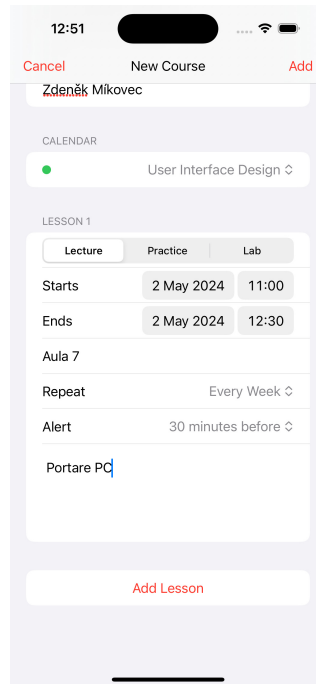 12:51
Cancel New Course Add
Zdeněk Míkovec
CALENDAR
User Interface Design
LESSON 1
Lecture Practice Lab
Starts 2 May 2024 11:00
Ends 2 May 2024 12:30
Aula 7
Repeat Every Week
Alert 30 minutes before
Portare PC
Add Lesson